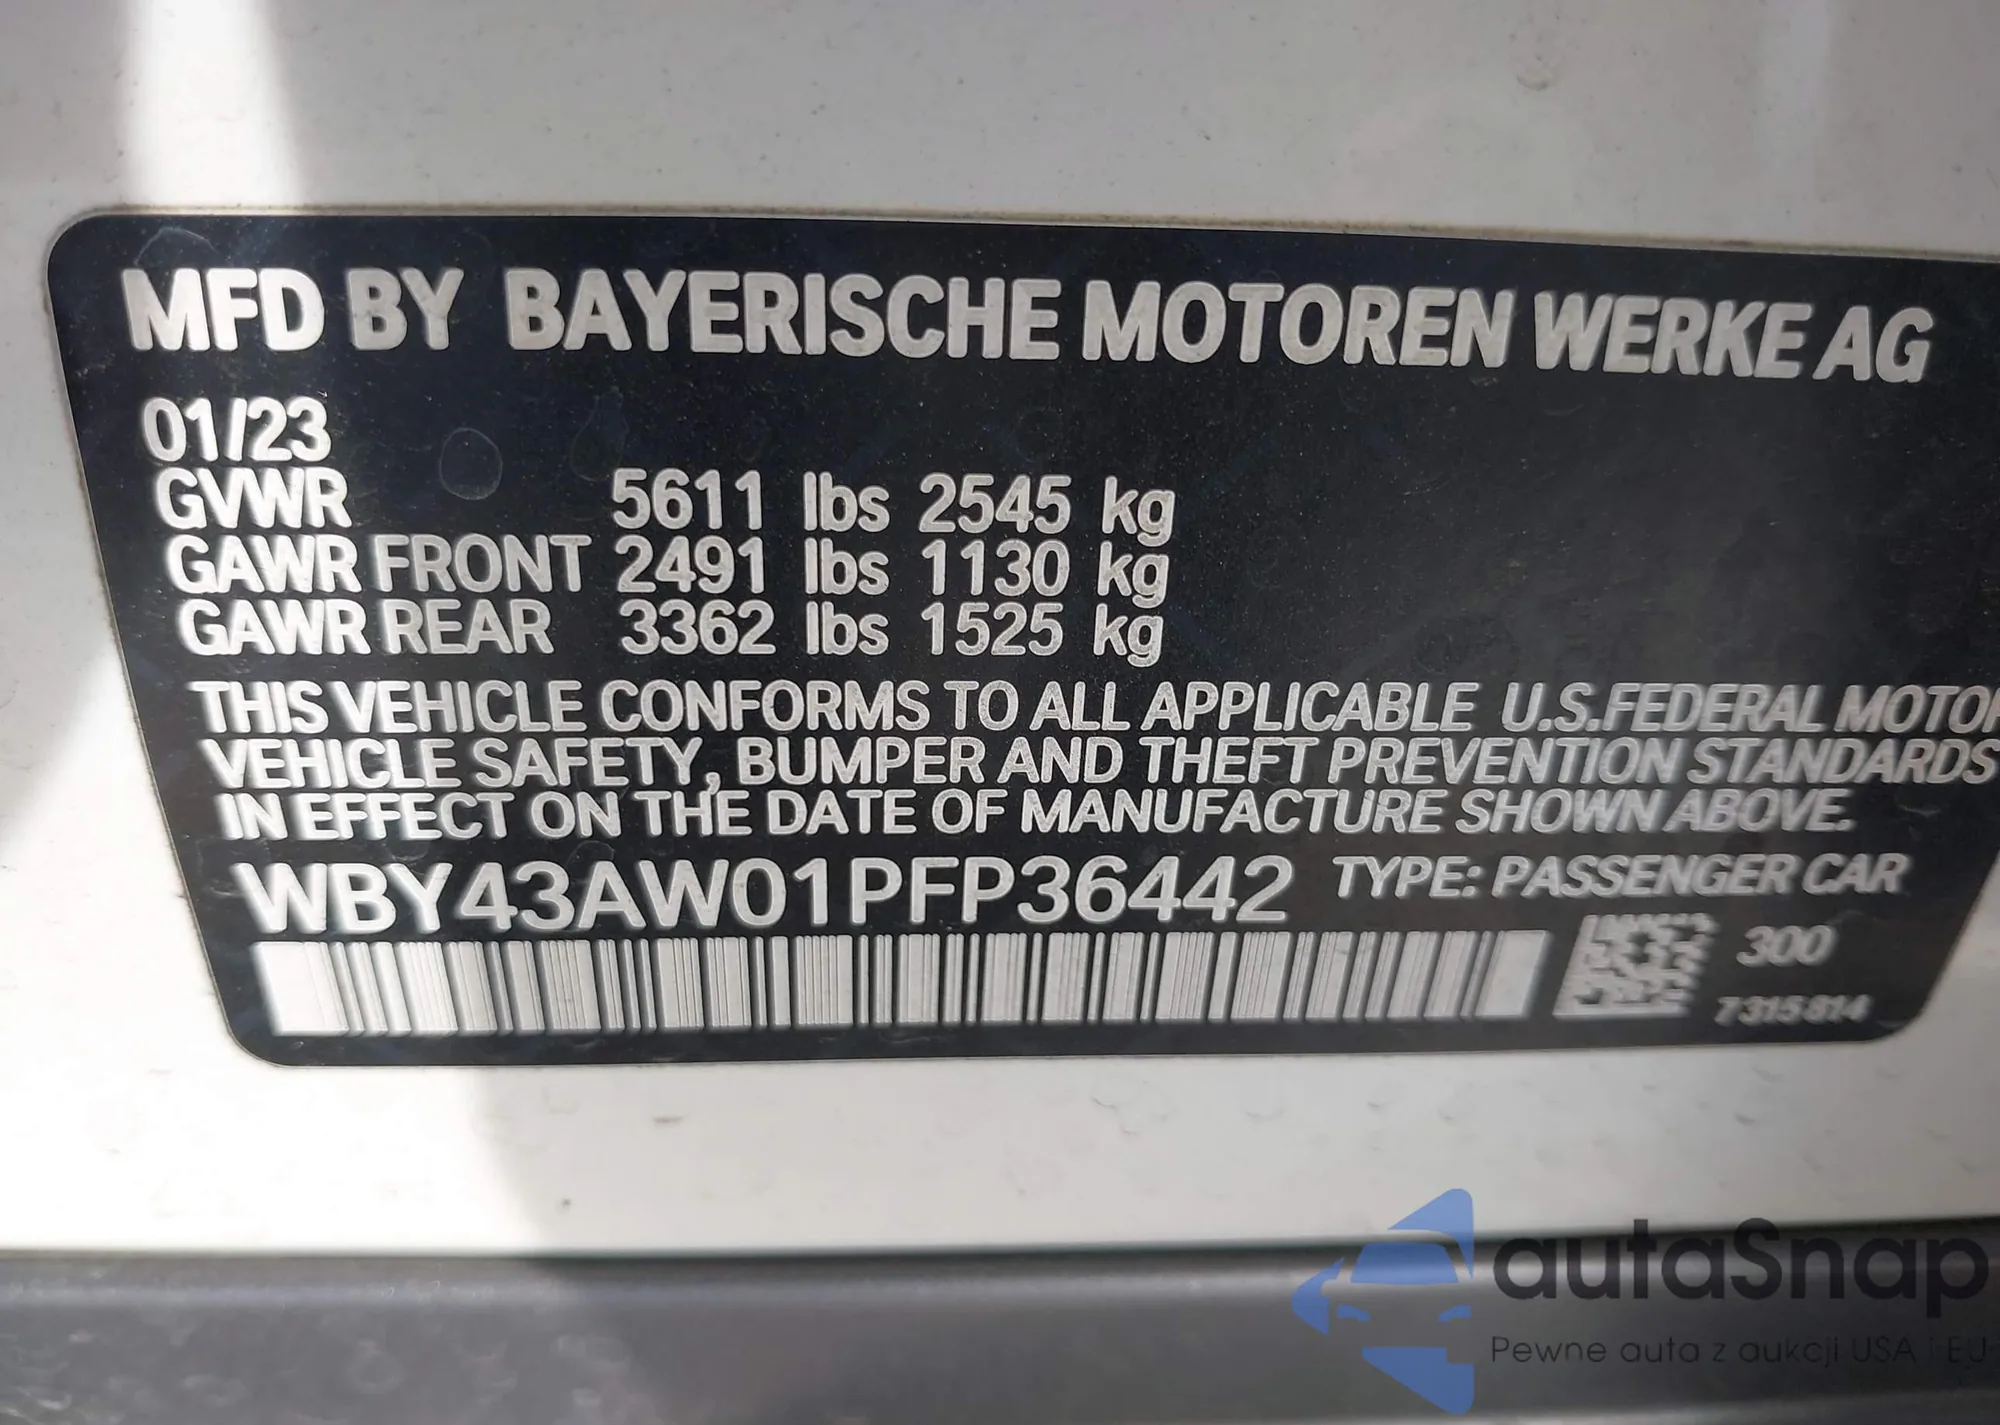 MFD BY BAYERISCHE MOTOREN WERKE AG
01/23
GVWR 5611 lbs 2545 kg
GAWR FRONT 2491 lbs 1130 kg
GAWR REAR 3362 lbs 1525 kg
THIS VEHICLE CONFORMS TO ALL APPLICABLE U.S.FEDERAL MOTOR
VEHICLE SAFETY, BUMPER AND THEFT PREVENTION STANDARDS
IN EFFECT ON THE DATE OF MANUFACTURE SHOWN ABOVE.
WBY43AW01PFP36442 TYPE: PASSENGER CAR
300
7315814
autaSnap
Pewne auta z aukcji USA i EU